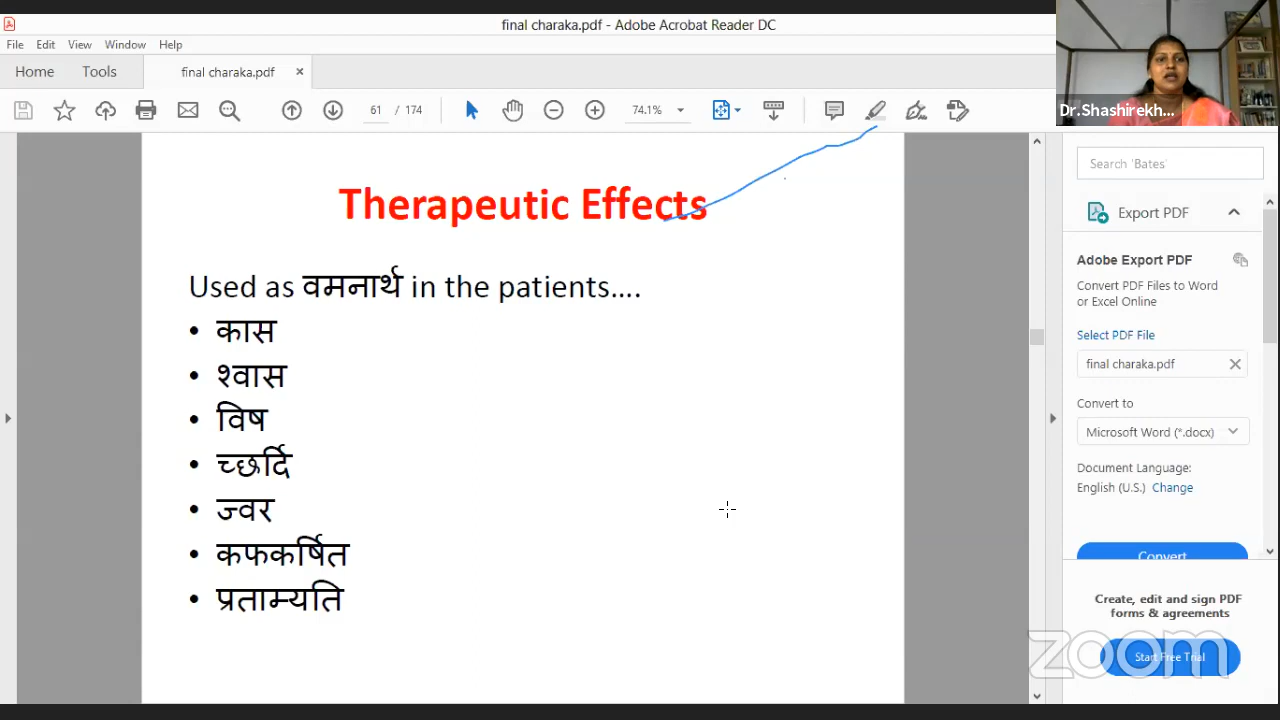 final charaka.pdf - Adobe Acrobat Reader DC
File Edit View Window Help
Home Tools final charaka.pdf ×
61 / 174 74.1%
Dr.Shashirekh...
Search 'Bates'
Export PDF
Adobe Export PDF
Convert PDF Files to Word
or Excel Online
Select PDF File
final charaka.pdf
Convert to
Microsoft Word (*.docx)
Document Language:
English (U.S.) Change
Convert
Create, edit and sign PDF
forms & agreements
Start Free Trial
zoom
Therapeutic Effects
Used as वमनार्थ in the patients....
• कास
• श्वास
• विष
• च्छर्दि
• ज्वर
• कफकर्षित
• प्रताम्यति